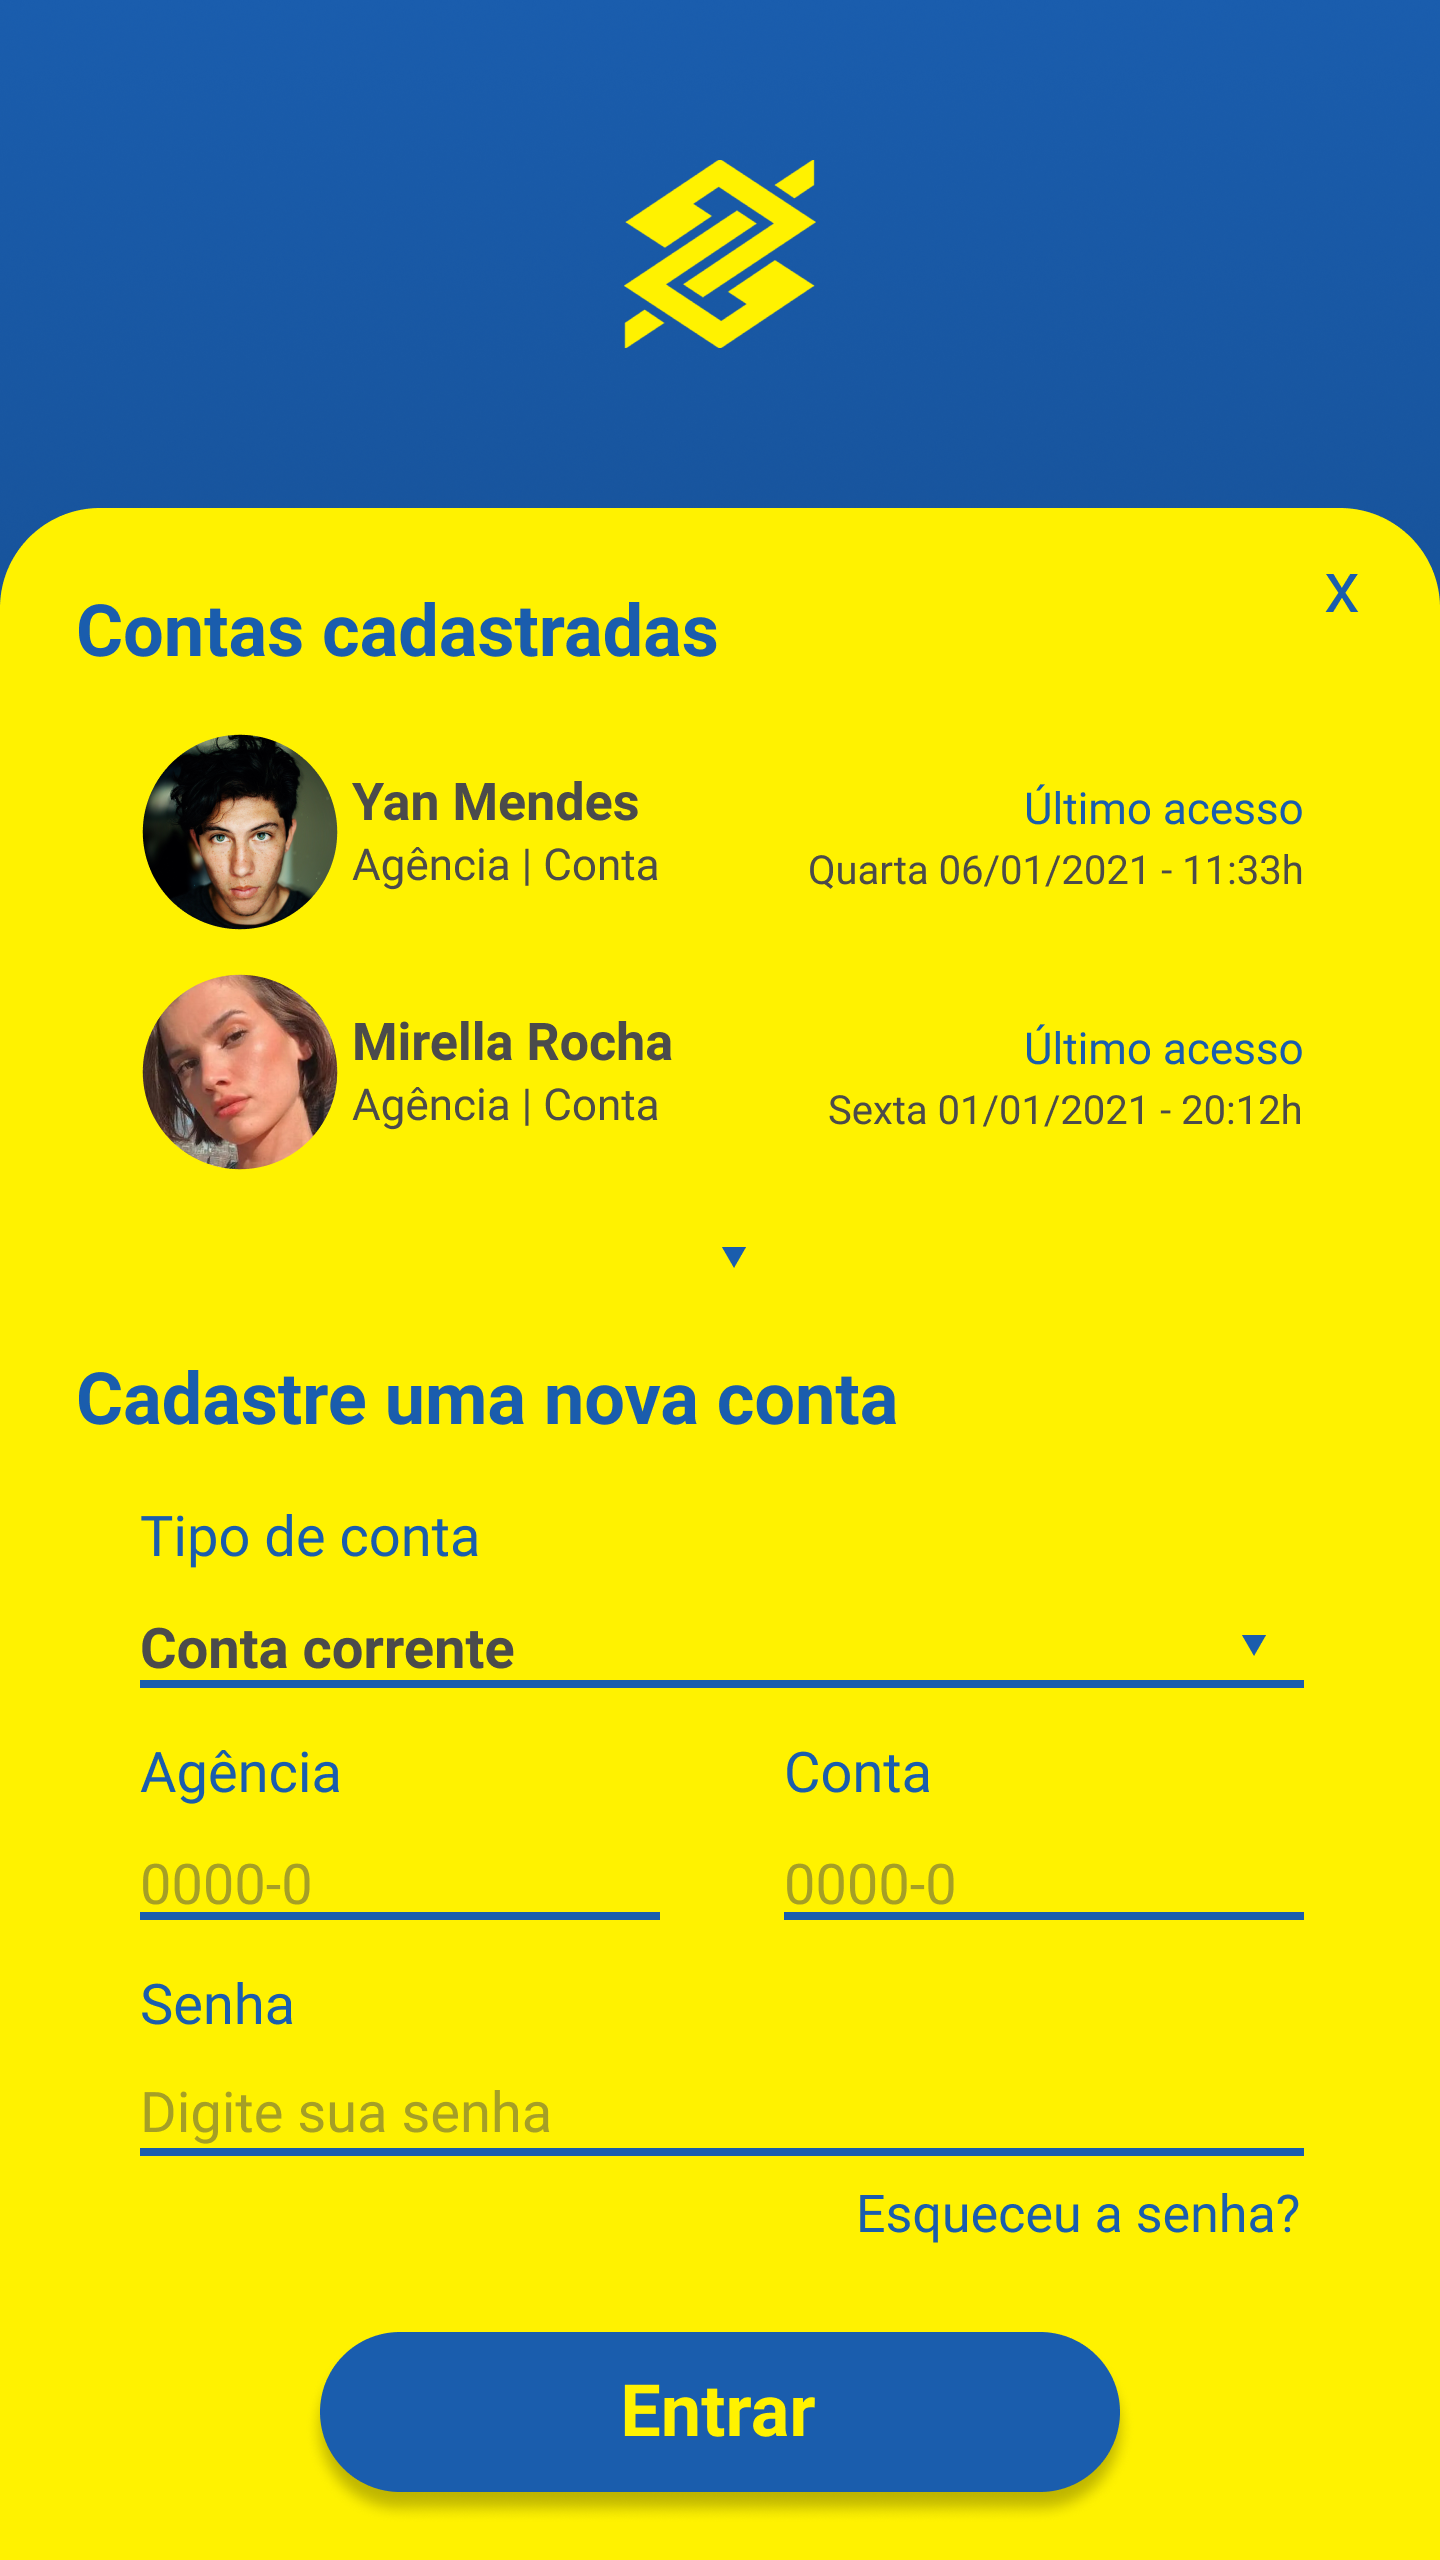 X
Contas cadastradas
Yan Mendes
Agência | Conta
Último acesso
Quarta 06/01/2021 - 11:33h
Mirella Rocha
Agência | Conta
Último acesso
Sexta 01/01/2021 - 20:12h
Cadastre uma nova conta
Tipo de conta
Conta corrente
Agência
Conta
0000-0
0000-0
Senha
Digite sua senha
Esqueceu a senha?
Entrar